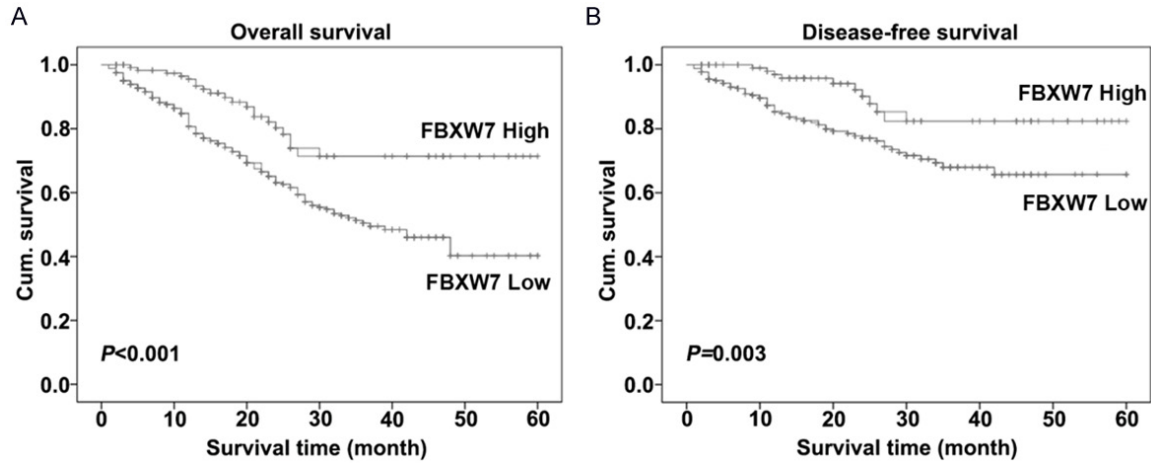 A
Overall survival
Cum. survival
1.0
0.8
0.6
0.4
0.2
0.0
FBXW7 High
FBXW7 Low
P<0.001
0 10 20 30 40 50 60
Survival time (month)
B
Disease-free survival
Cum. survival
1.0
0.8
0.6
0.4
0.2
0.0
FBXW7 High
FBXW7 Low
P=0.003
0 10 20 30 40 50 60
Survival time (month)